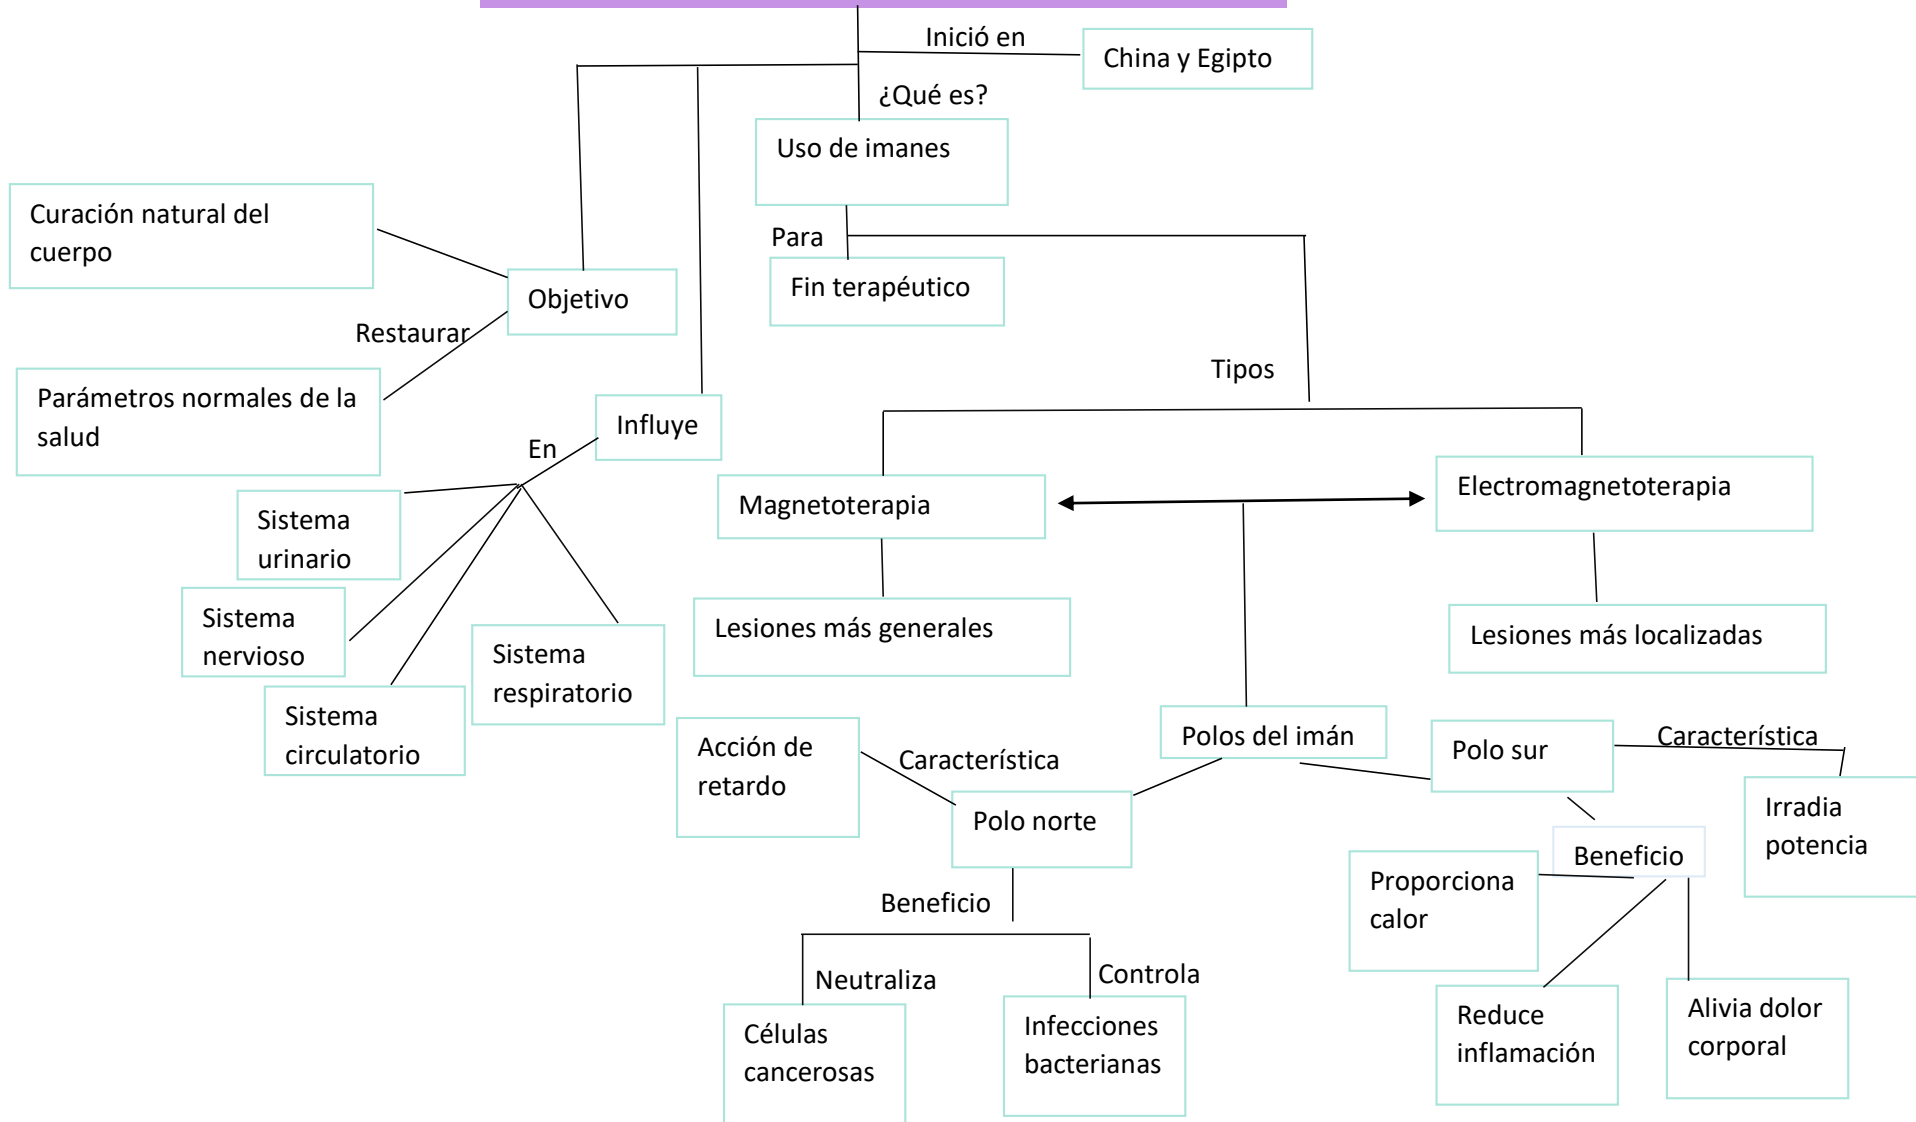 Inició en
China y Egipto
¿Qué es?
Uso de imanes
Curación natural del
cuerpo
Para
Fin terapéutico
Objetivo
Restaurar
Tipos
Parámetros normales de la
salud
Influye
En
Magnetoterapia
Electromagnetoterapia
Sistema
urinario
Sistema
nervioso
Sistema
circulatorio
Sistema
respiratorio
Lesiones más generales
Lesiones más localizadas
Polos del imán
Acción de
retardo
Característica
Polo norte
Polo sur
Característica
Irradia
potencia
Beneficio
Proporciona
calor
Reduce
inflamación
Alivia dolor
corporal
Beneficio
Neutraliza
Controla
Células
cancerosas
Infecciones
bacterianas